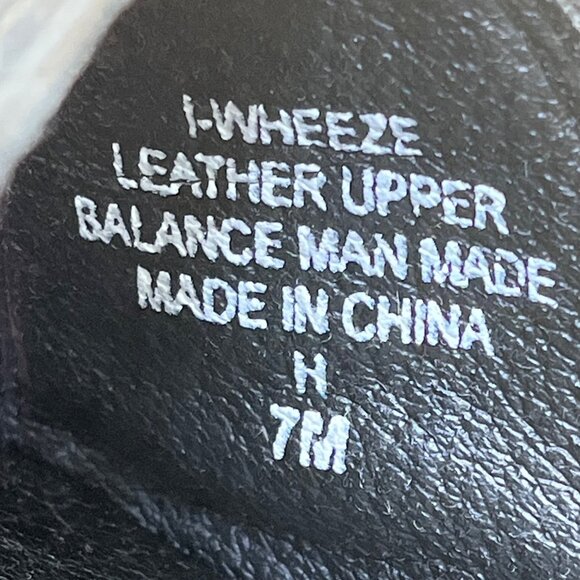 I-WHEEZE
LEATHER UPPER
BALANCE MAN MADE
MADE IN CHINA
H
7M